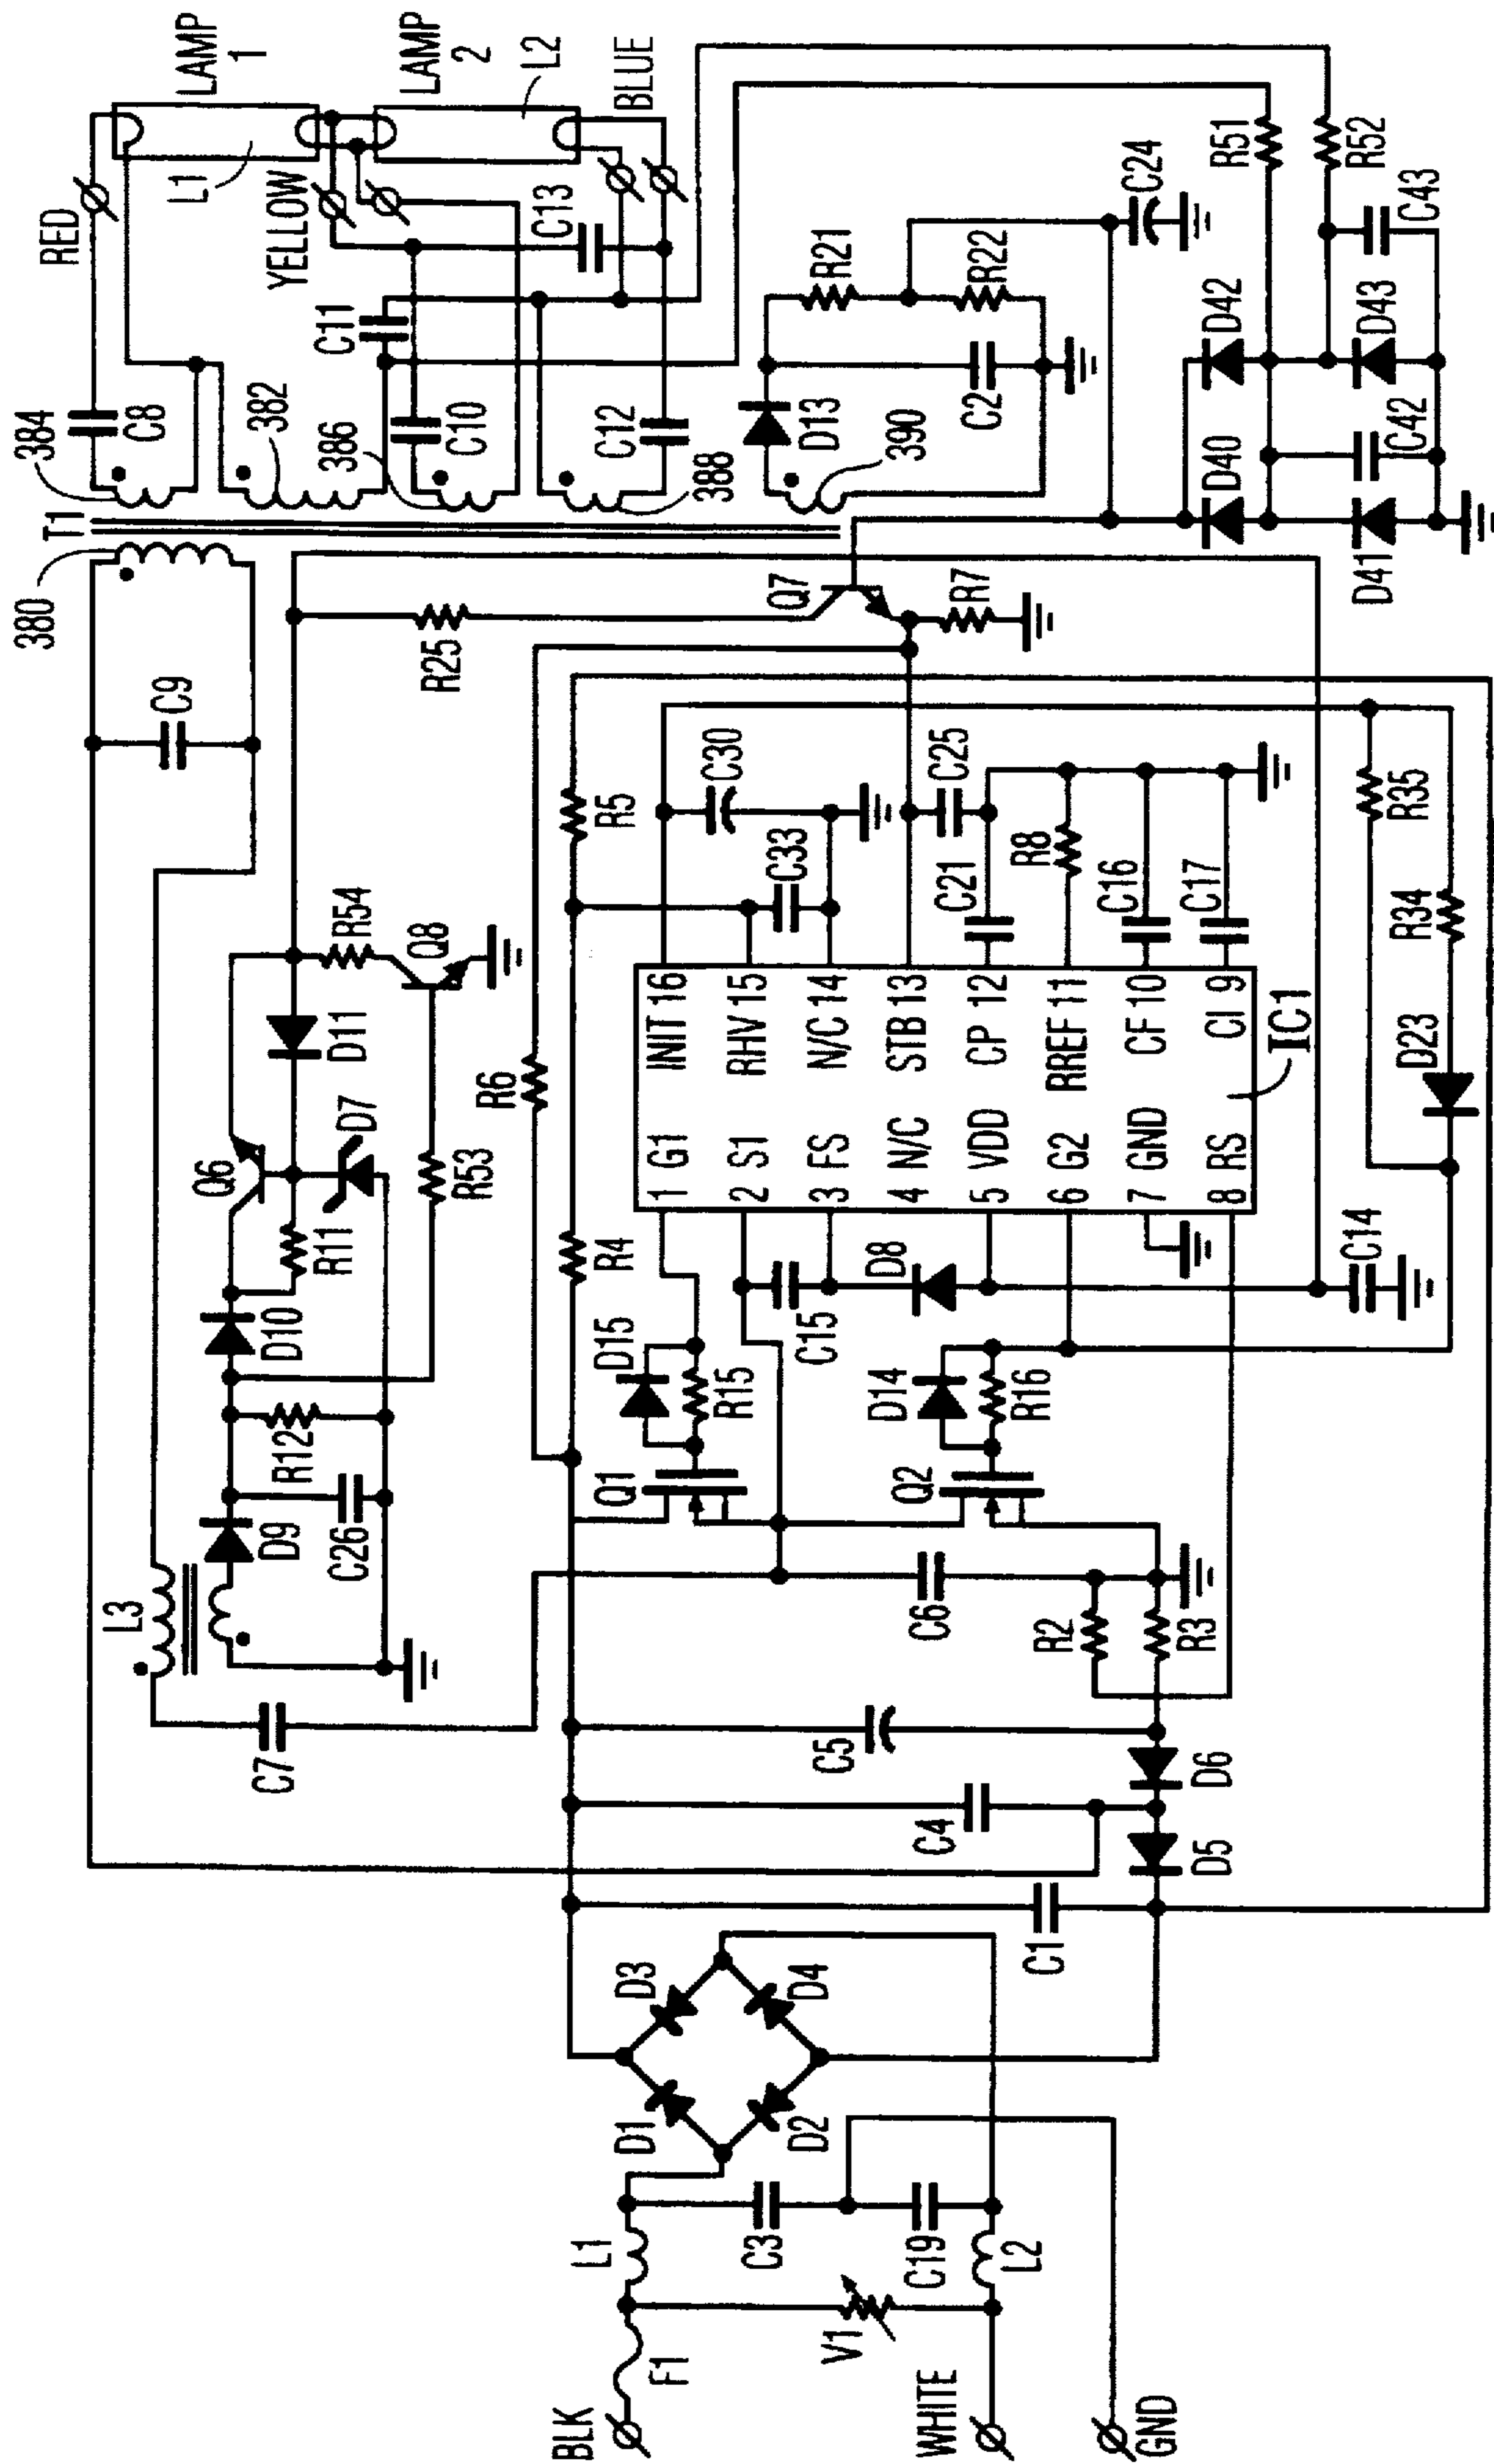 380
T1
384
RED
LAMP
1
C8
382
L1
YELLOW
LAMP
2
L2
BLUE
386
C11
C13
C10
C12
388
C9
L3
C7
D9
C26
R12
D10
R11
Q6
D7
D11
R54
Q8
R53
R25
R6
Q7
R7
D13
390
C2
R21
R22
C24
R51
R52
D40
D42
D41
C42
D43
C43
R4
R5
C33
C30
C25
C21
R8
C16
C17
R35
R34
D23
1 G1 INIT 16
2 S1 RHV 15
3 FS N/C 14
4 N/C STB 13
5 VDD CP 12
6 G2 RREF 11
7 GND CF 10
8 RS CI 9
IC1
Q1
D15
R15
C15
D8
Q2
D14
R16
C14
C6
R2
R3
C5
C4
D6
D5
C1
D1
D3
D2
D4
BLK
F1
L1
V1
C3
C19
L2
WHITE
GND